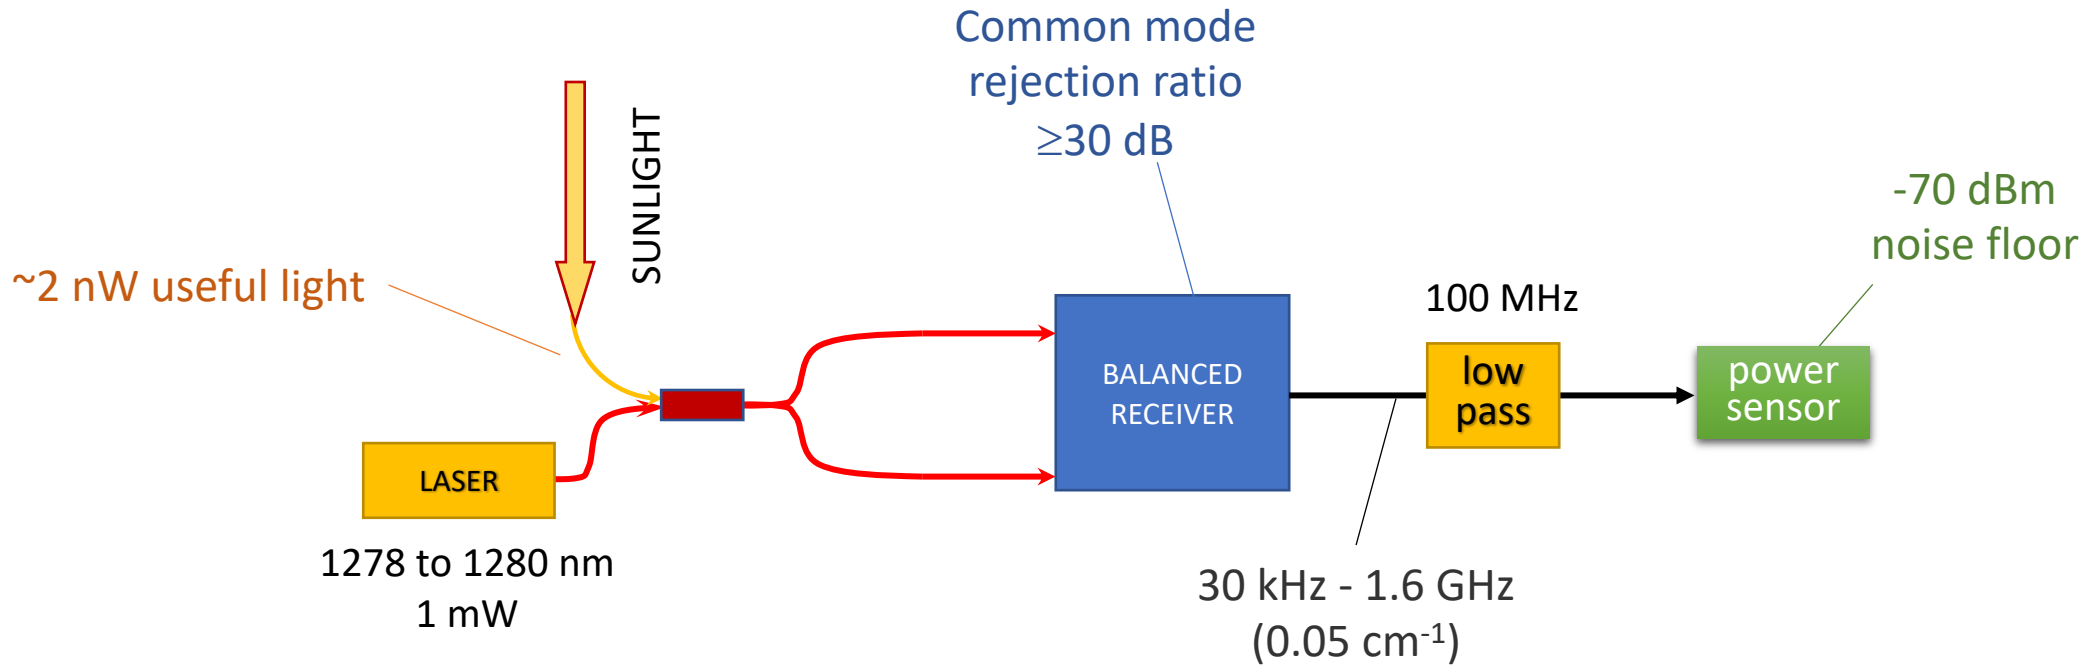 Common mode
rejection ratio
≥30 dB
SUNLIGHT
~2 nW useful light
-70 dBm
noise floor
100 MHz
BALANCED
RECEIVER
low
pass
power
sensor
LASER
1278 to 1280 nm
1 mW
30 kHz - 1.6 GHz
(0.05 cm⁻¹)